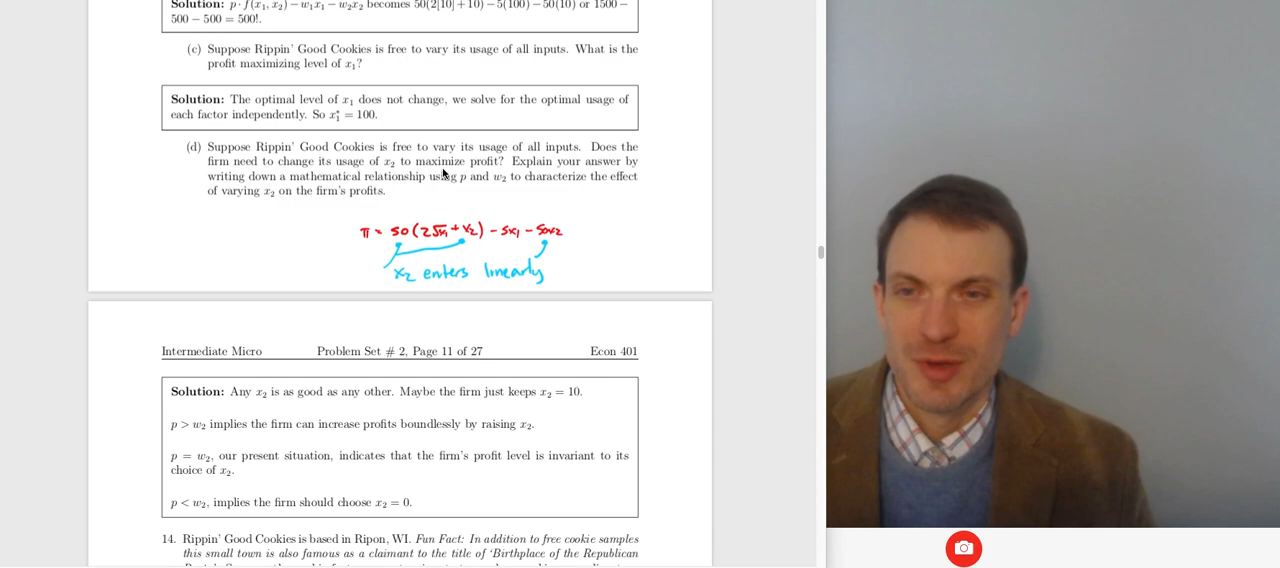 Solution: p · f(x₁, x₂) − w₁x₁ − w₂x₂ becomes 50(2[10] + 10) − 5(100) − 50(10) or 1500 −
500 − 500 = 500!.
(c) Suppose Rippin' Good Cookies is free to vary its usage of all inputs. What is the
profit maximizing level of x₁?
Solution: The optimal level of x₁ does not change, we solve for the optimal usage of
each factor independently. So x₁* = 100.
(d) Suppose Rippin' Good Cookies is free to vary its usage of all inputs. Does the
firm need to change its usage of x₂ to maximize profit? Explain your answer by
writing down a mathematical relationship using p and w₂ to characterize the effect
of varying x₂ on the firm's profits.
π = 50(2√x₁ + x₂) − 5x₁ − 50x₂
x₂ enters linearly
Intermediate Micro Problem Set # 2, Page 11 of 27 Econ 401
Solution: Any x₂ is as good as any other. Maybe the firm just keeps x₂ = 10.
p > w₂ implies the firm can increase profits boundlessly by raising x₂.
p = w₂, our present situation, indicates that the firm's profit level is invariant to its
choice of x₂.
p < w₂, implies the firm should choose x₂ = 0.
14. Rippin' Good Cookies is based in Ripon, WI. Fun Fact: In addition to free cookie samples
this small town is also famous as a claimant to the title of 'Birthplace of the Republican